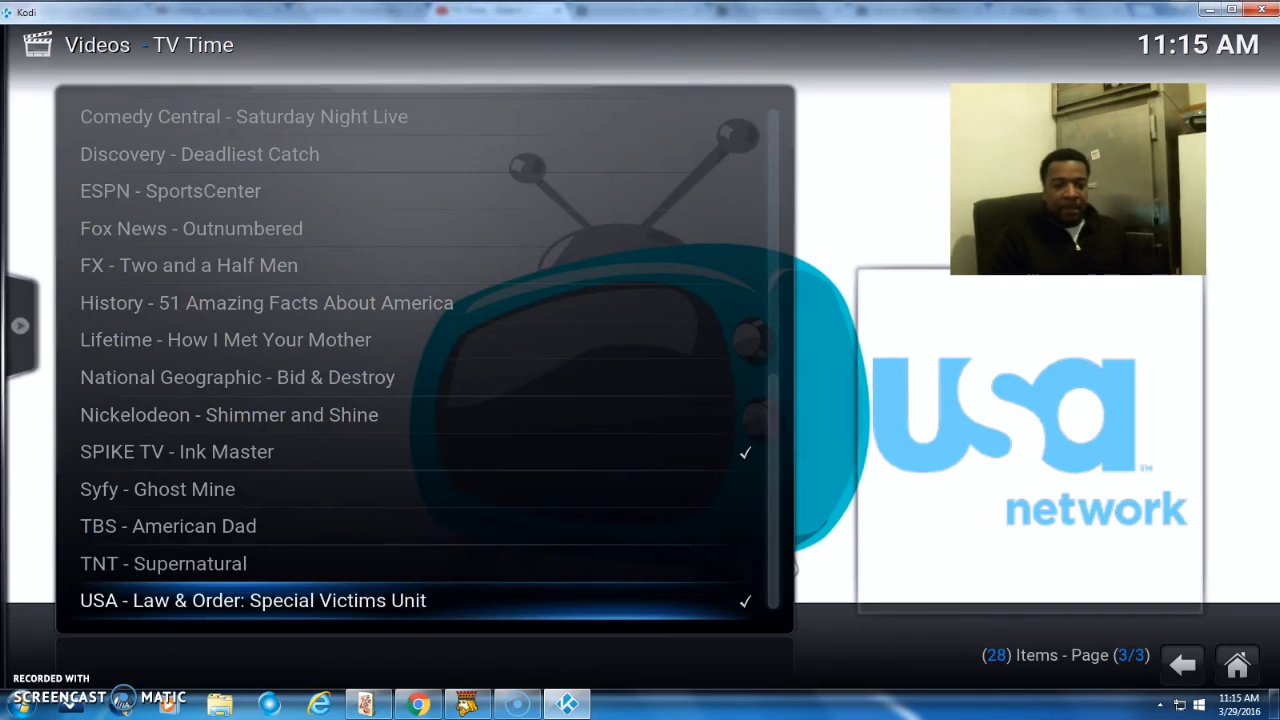 Kodi
Videos - TV Time
11:15 AM
Comedy Central - Saturday Night Live
Discovery - Deadliest Catch
ESPN - SportsCenter
Fox News - Outnumbered
FX - Two and a Half Men
History - 51 Amazing Facts About America
Lifetime - How I Met Your Mother
National Geographic - Bid & Destroy
Nickelodeon - Shimmer and Shine
SPIKE TV - Ink Master
Syfy - Ghost Mine
TBS - American Dad
TNT - Supernatural
USA - Law & Order: Special Victims Unit
usa
TM
network
(28) Items - Page (3/3)
RECORDED WITH
SCREENCAST MATIC
11:15 AM
3/29/2016